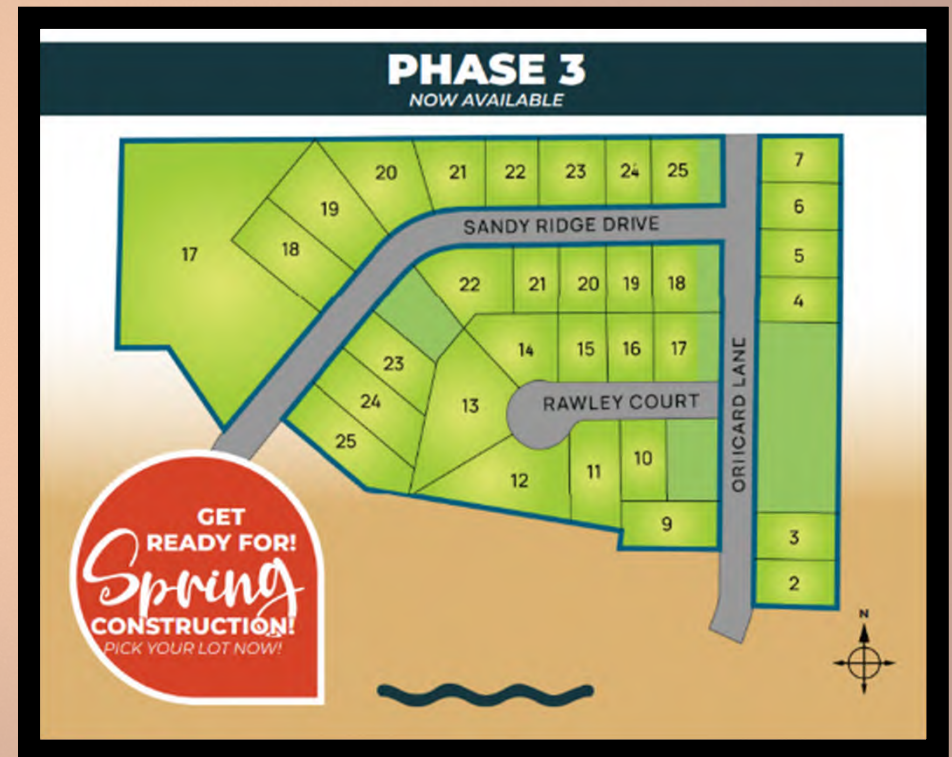 PHASE 3
NOW AVAILABLE
20 21 22 23 24 25 7
19 6
17 18
SANDY RIDGE DRIVE
5
22 21 20 19 18 4
14 15 16 17
23
24 13
RAWLEY COURT
ORIICARD LANE
25
12 11 10
9 3
2
GET
READY FOR!
Spring
CONSTRUCTION!
PICK YOUR LOT NOW!
N